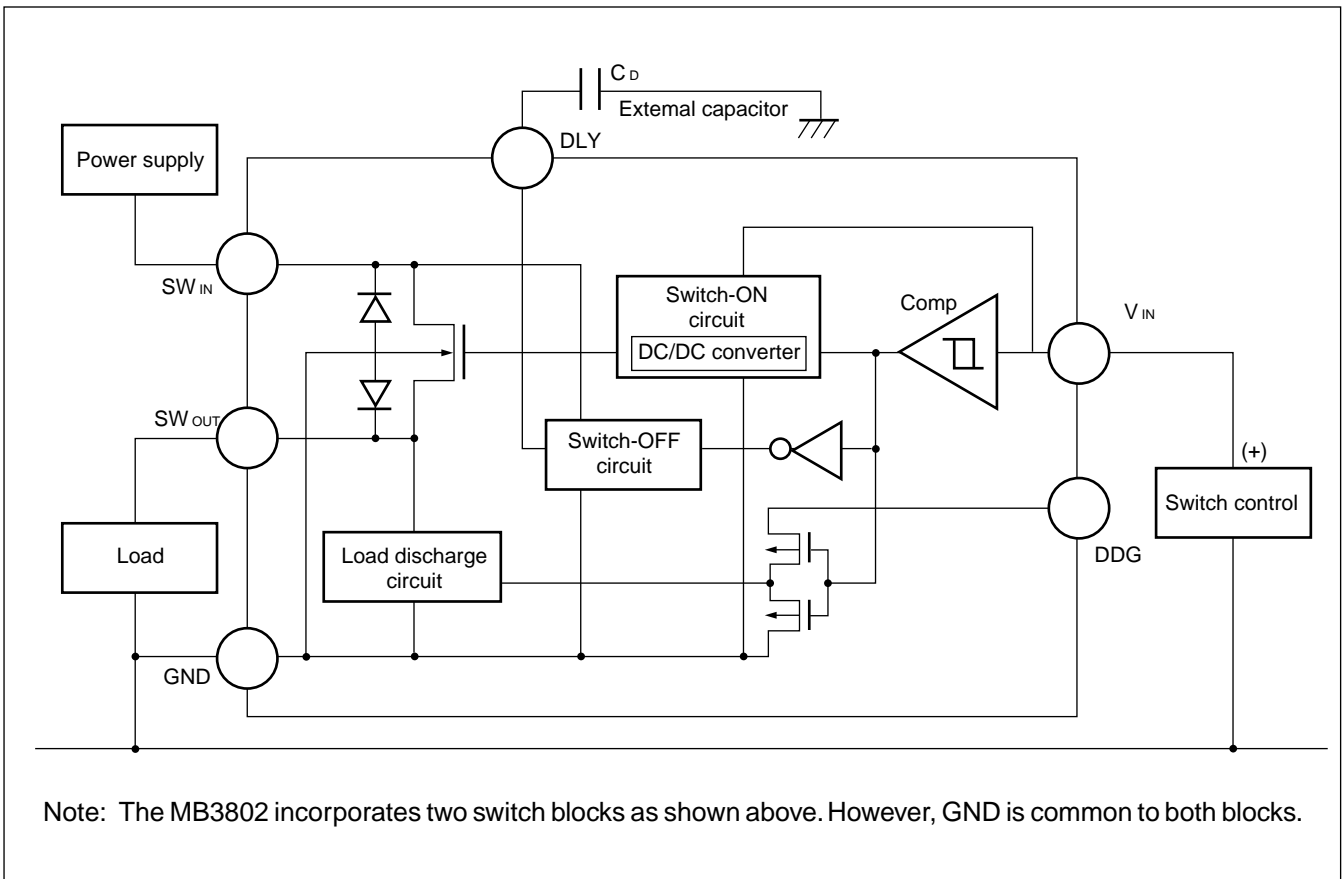 C D
External capacitor
DLY
Power supply
SW IN
Switch-ON
circuit
DC/DC converter
Comp
V IN
SW OUT
Switch-OFF
circuit
(+)
Switch control
Load
Load discharge
circuit
DDG
GND
Note: The MB3802 incorporates two switch blocks as shown above. However, GND is common to both blocks.